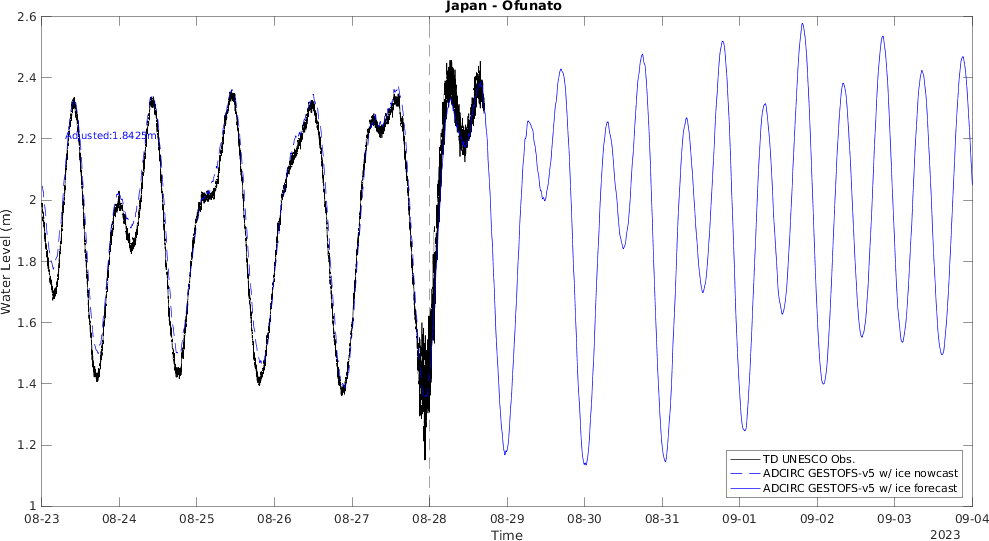 Japan - Ofunato
2.6
2.4
2.2
2
1.8
1.6
1.4
1.2
1
Water Level (m)
Adjusted:1.8425m
TD UNESCO Obs.
ADCIRC GESTOFS-v5 w/ ice nowcast
ADCIRC GESTOFS-v5 w/ ice forecast
08-23 08-24 08-25 08-26 08-27 08-28 08-29 08-30 08-31 09-01 09-02 09-03 09-04
Time
2023